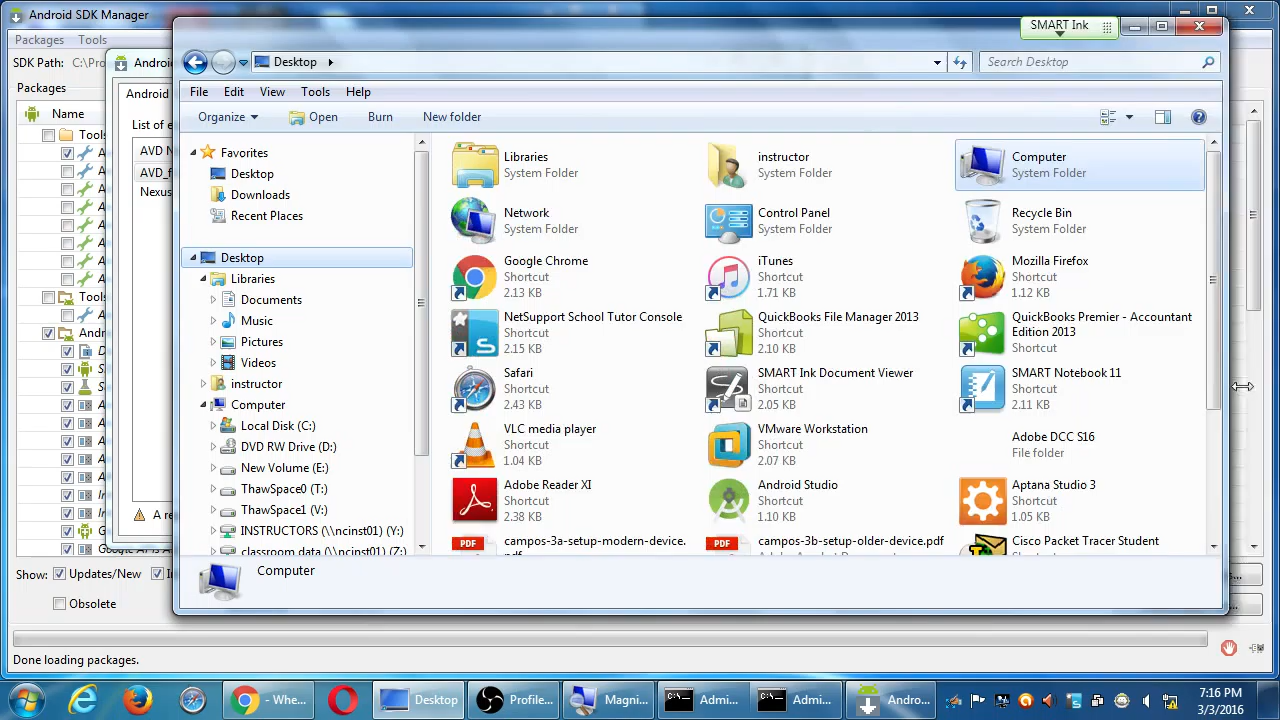 Android SDK Manager
SMART Ink
Packages Tools
SDK Path: C:\Pro
Desktop
Search Desktop
Packages
Android
File Edit View Tools Help
Android
Organize Open Burn New folder
Name
List of e
Tools
AVD N
AVD_f
Nexus
Tools
Andr
A re
Favorites
Desktop
Downloads
Recent Places
Desktop
Libraries
Documents
Music
Pictures
Videos
instructor
Computer
Local Disk (C:)
DVD RW Drive (D:)
New Volume (E:)
ThawSpace0 (T:)
ThawSpace1 (V:)
INSTRUCTORS (\\ncinst01) (Y:)
classroom data (\\ncinst01) (Z:)
Libraries
System Folder
instructor
System Folder
Computer
System Folder
Network
System Folder
Control Panel
System Folder
Recycle Bin
System Folder
Google Chrome
Shortcut
2.13 KB
iTunes
Shortcut
1.71 KB
Mozilla Firefox
Shortcut
1.12 KB
NetSupport School Tutor Console
Shortcut
2.15 KB
QuickBooks File Manager 2013
Shortcut
2.10 KB
QuickBooks Premier - Accountant
Edition 2013
Shortcut
Safari
Shortcut
2.43 KB
SMART Ink Document Viewer
Shortcut
2.05 KB
SMART Notebook 11
Shortcut
2.11 KB
VLC media player
Shortcut
1.04 KB
VMware Workstation
Shortcut
2.07 KB
Adobe DCC S16
File folder
Adobe Reader XI
Shortcut
2.38 KB
Android Studio
Shortcut
1.10 KB
Aptana Studio 3
Shortcut
1.05 KB
PDF
campos-3a-setup-modern-device.
pdf
PDF
campos-3b-setup-older-device.pdf
Cisco Packet Tracer Student
Shortcut
Computer
Show: Updates/New
Obsolete
Done loading packages.
Whe...
Desktop
Profile...
Magni...
Admi...
Admi...
Andro...
7:16 PM
3/3/2016